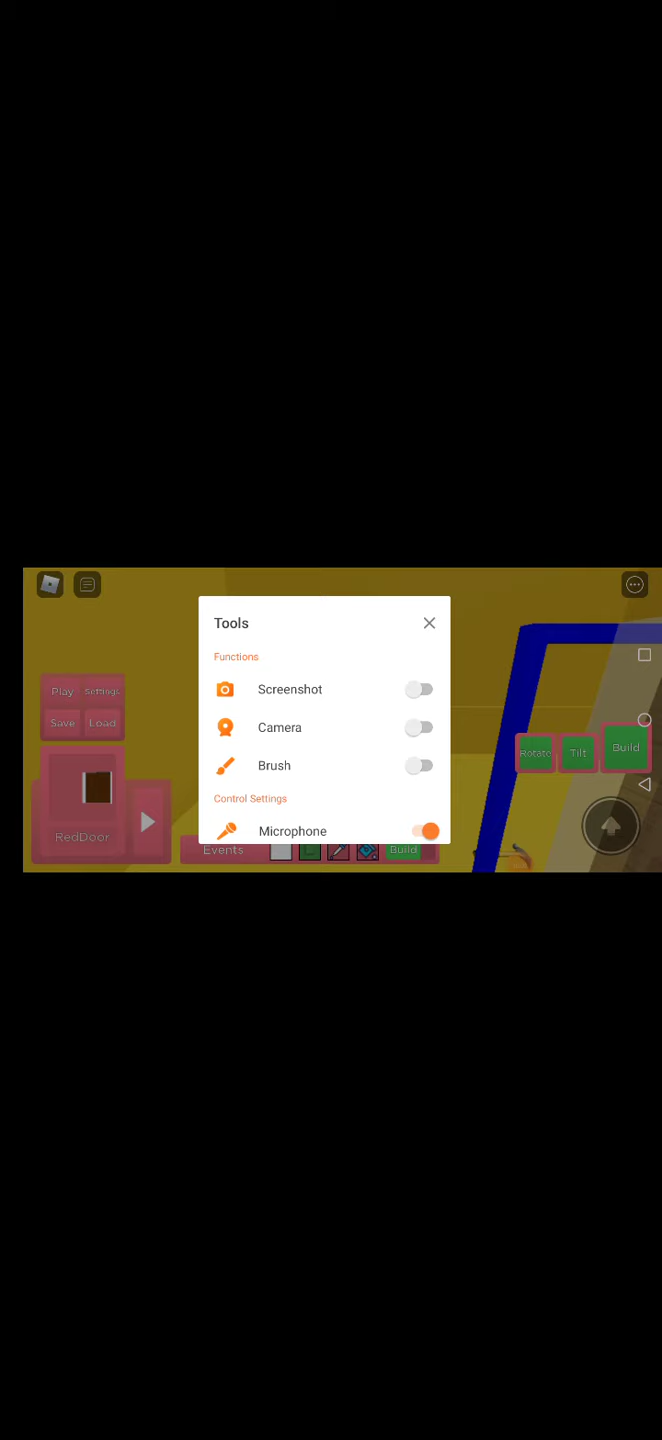 Tools
Functions
Screenshot
Camera
Brush
Control Settings
Microphone
Play Settings
Save Load
RedDoor
Events
Build
Rotate Tilt Build